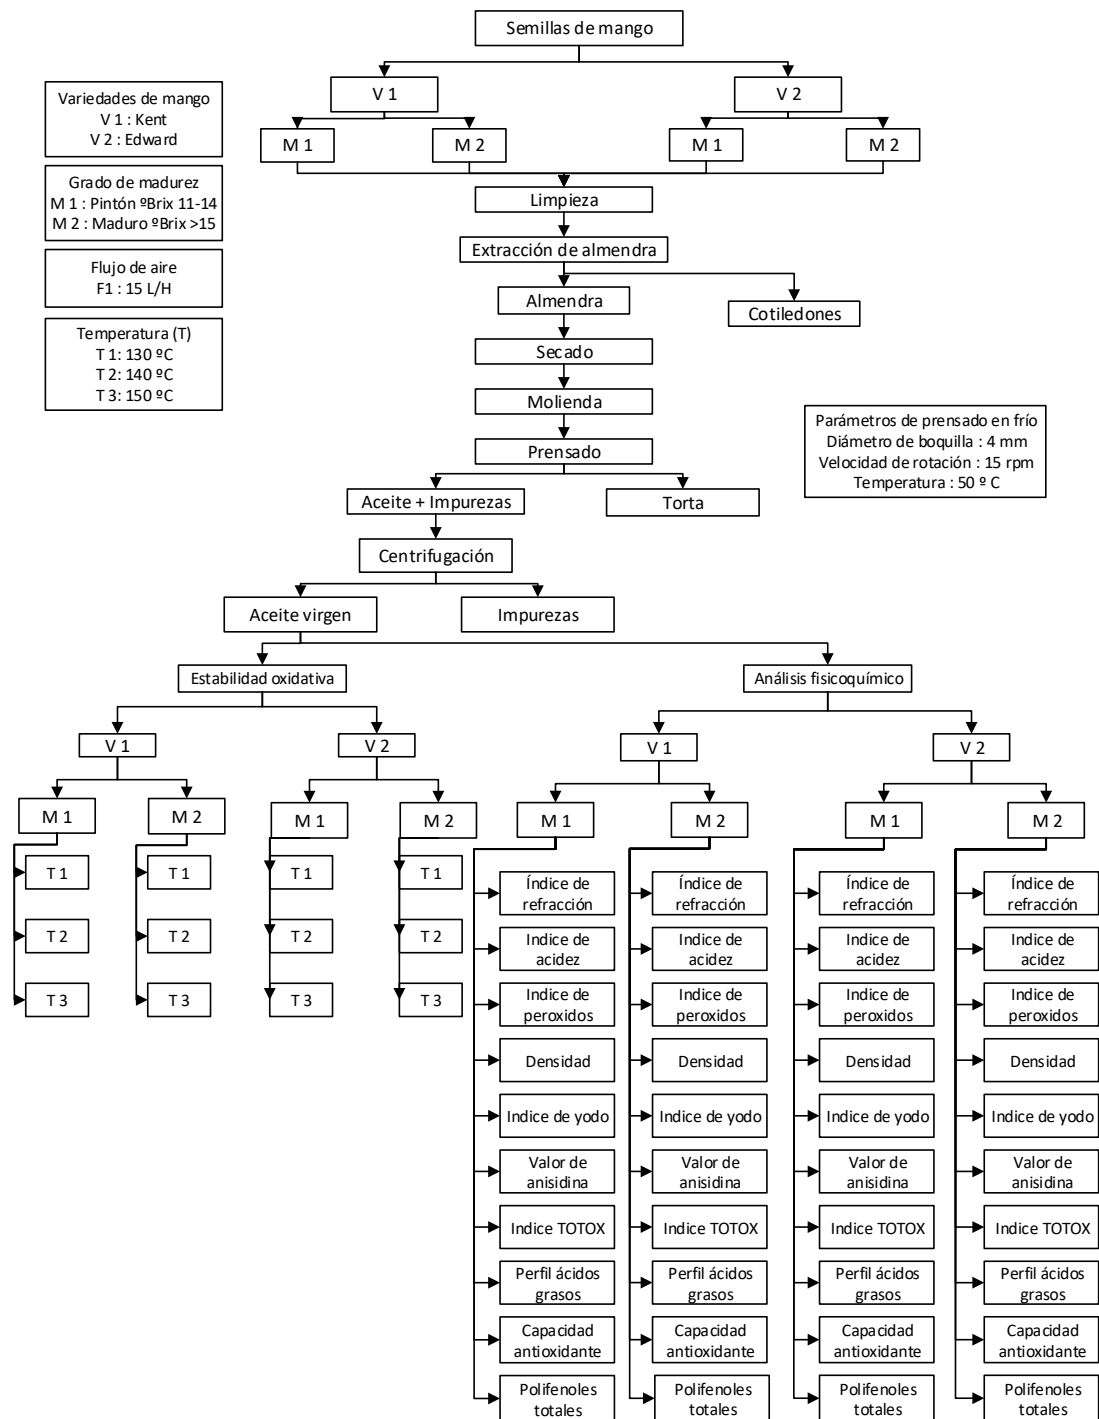 Semillas de mango
V 1
V 2
M 1
M 2
M 1
M 2
Variedades de mango
V 1 : Kent
V 2 : Edward
Grado de madurez
M 1 : Pintón ºBrix 11-14
M 2 : Maduro ºBrix >15
Flujo de aire
F1 : 15 L/H
Temperatura (T)
T 1: 130 ºC
T 2: 140 ºC
T 3: 150 ºC
Limpieza
Extracción de almendra
Almendra
Cotiledones
Secado
Molienda
Prensado
Parámetros de prensado en frío
Diámetro de boquilla : 4 mm
Velocidad de rotación : 15 rpm
Temperatura : 50 º C
Aceite + Impurezas
Torta
Centrifugación
Aceite virgen
Impurezas
Estabilidad oxidativa
Análisis fisicoquímico
V 1
V 2
V 1
V 2
M 1
M 2
M 1
M 2
M 1
M 2
M 1
M 2
T 1
T 1
T 1
T 1
T 2
T 2
T 2
T 2
T 3
T 3
T 3
T 3
Índice de
refracción
Índice de
refracción
Índice de
refracción
Índice de
refracción
Indice de
acidez
Indice de
acidez
Indice de
acidez
Indice de
acidez
Indice de
peroxidos
Indice de
peroxidos
Indice de
peroxidos
Indice de
peroxidos
Densidad
Densidad
Densidad
Densidad
Indice de yodo
Indice de yodo
Indice de yodo
Indice de yodo
Valor de
anisidina
Valor de
anisidina
Valor de
anisidina
Valor de
anisidina
Indice TOTOX
Indice TOTOX
Indice TOTOX
Indice TOTOX
Perfil ácidos
grasos
Perfil ácidos
grasos
Perfil ácidos
grasos
Perfil ácidos
grasos
Capacidad
antioxidante
Capacidad
antioxidante
Capacidad
antioxidante
Capacidad
antioxidante
Polifenoles
totales
Polifenoles
totales
Polifenoles
totales
Polifenoles
totales